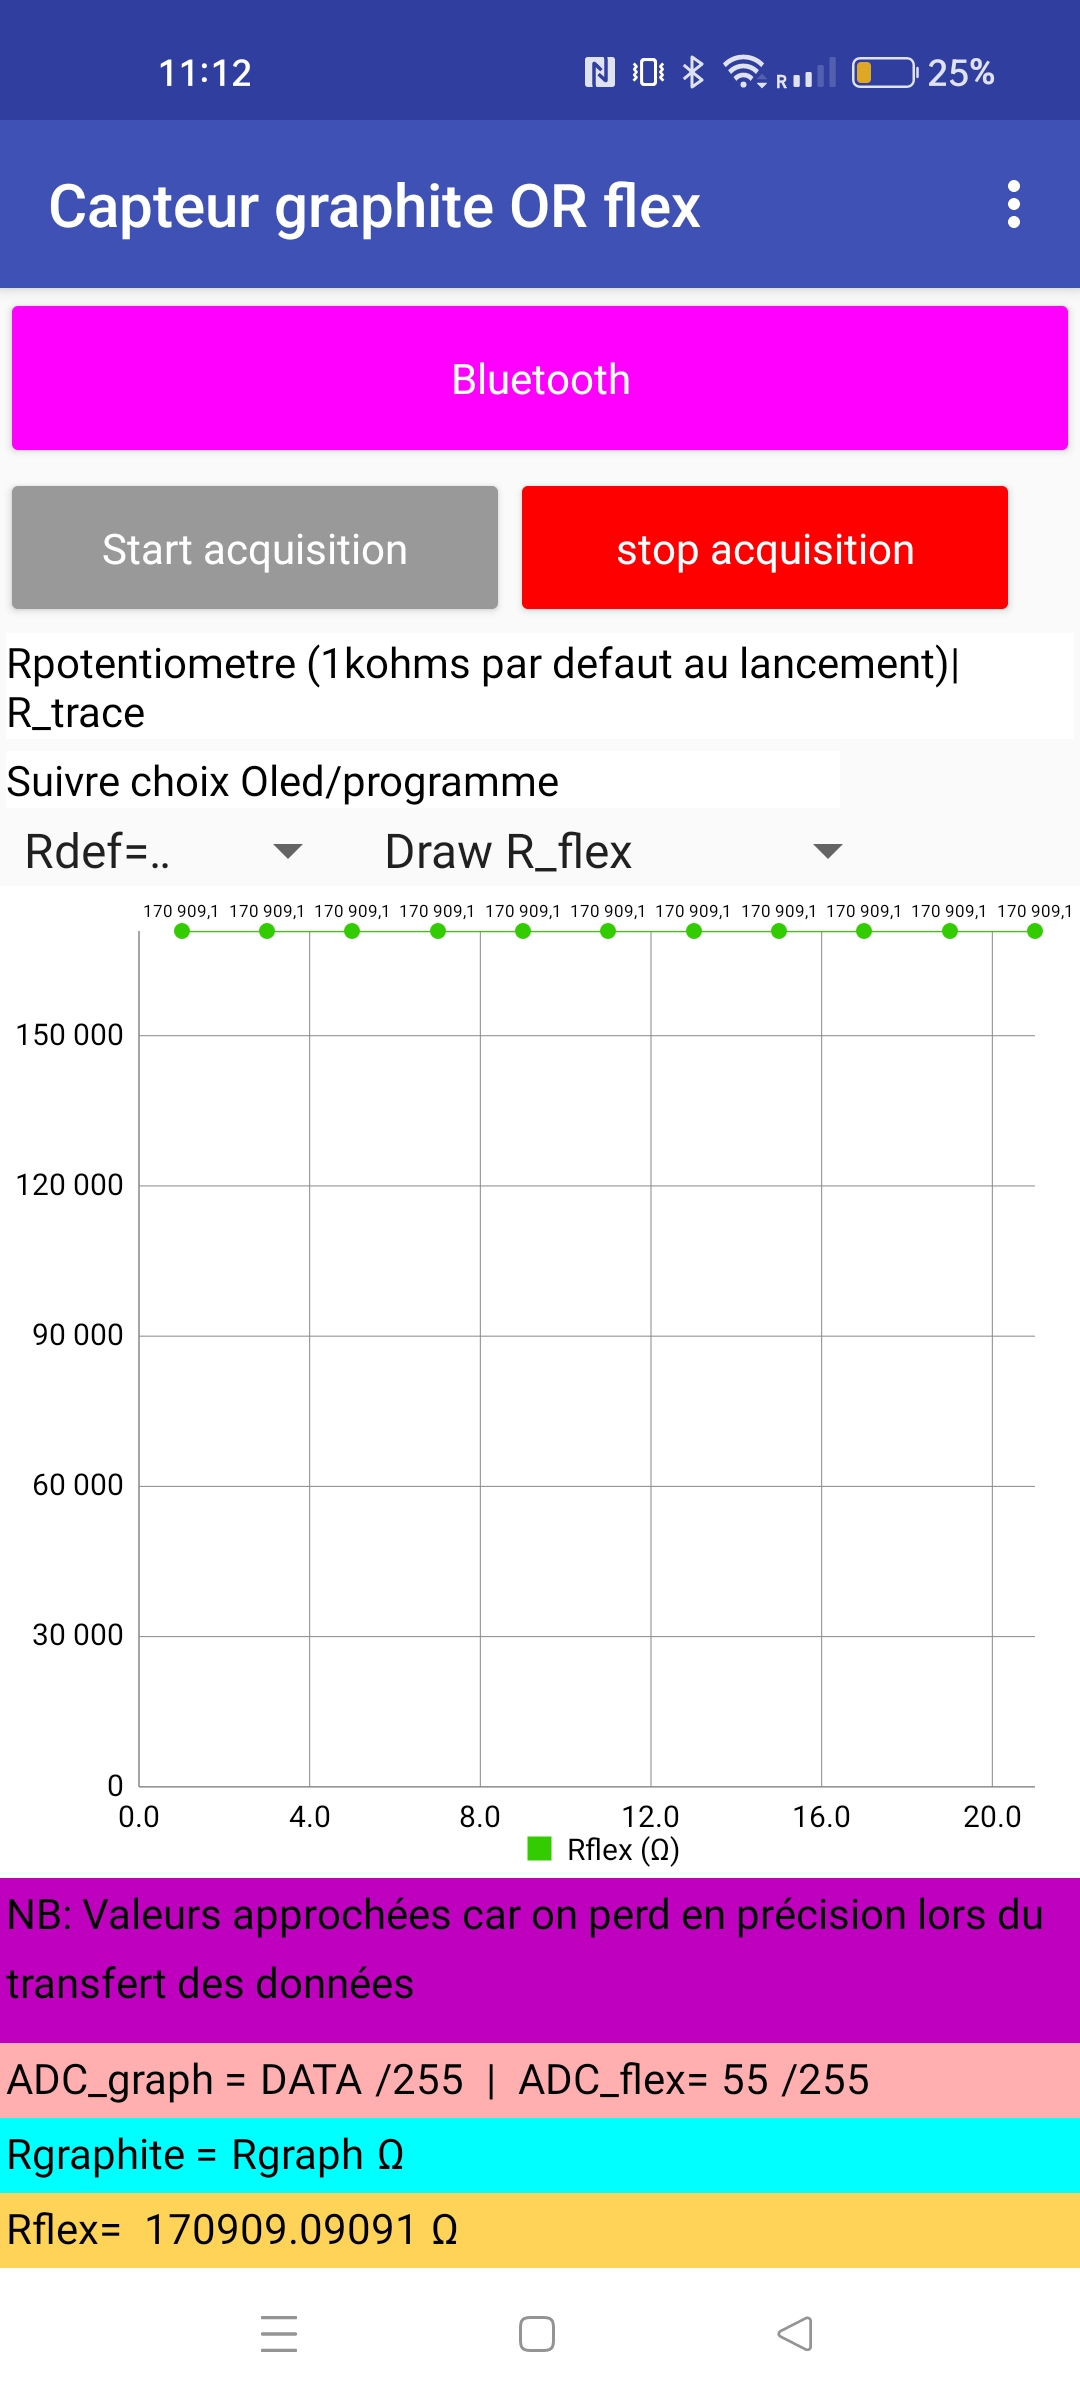 11:12
R
25%
Capteur graphite OR flex
Bluetooth
Start acquisition
stop acquisition
Rpotentiometre (1kohms par defaut au lancement)|
R_trace
Suivre choix Oled/programme
Rdef=.. Draw R_flex
170 909,1 170 909,1 170 909,1 170 909,1 170 909,1 170 909,1 170 909,1 170 909,1 170 909,1 170 909,1 170 909,1
150 000
120 000
90 000
60 000
30 000
0
0.0 4.0 8.0 12.0 16.0 20.0
Rflex (Ω)
NB: Valeurs approchées car on perd en précision lors du
transfert des données
ADC_graph = DATA /255 | ADC_flex= 55 /255
Rgraphite = Rgraph Ω
Rflex= 170909.09091 Ω